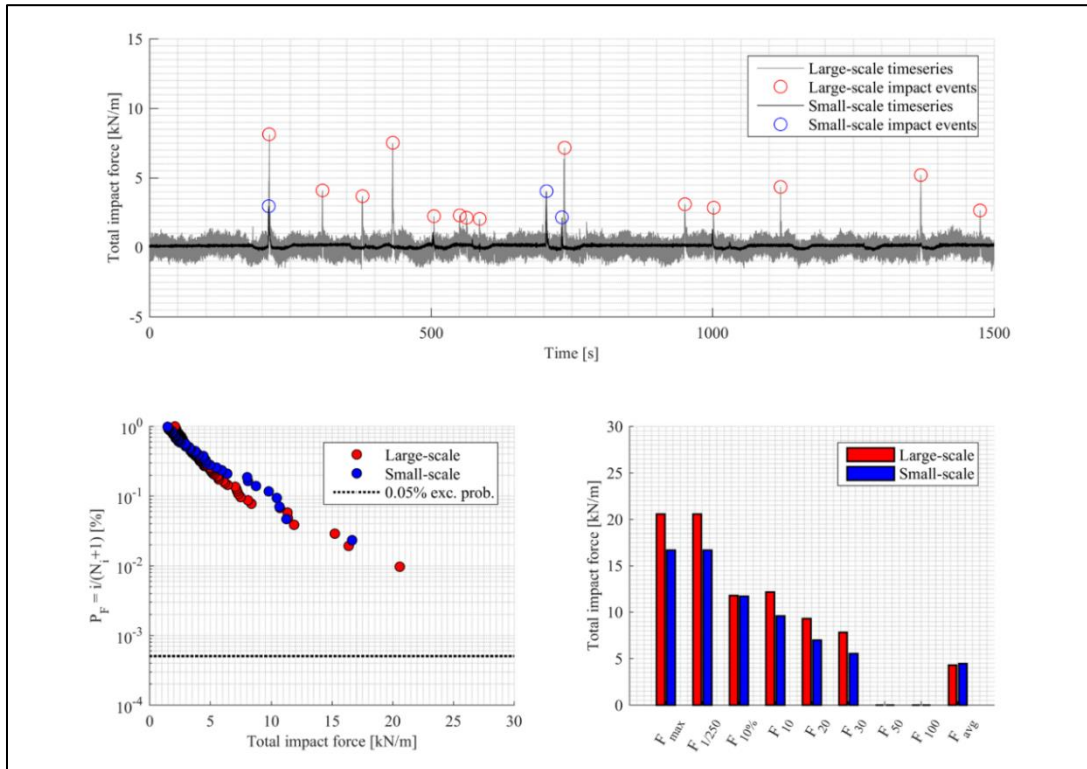 15
10
5
0
-5
Total impact force [kN/m]
Large-scale timeseries
Large-scale impact events
Small-scale timeseries
Small-scale impact events
0 500 1000 1500
Time [s]
10^0
10^-1
10^-2
10^-3
10^-4
P_F = i/(N_i+1) [%]
Large-scale
Small-scale
0.05% exc. prob.
0 5 10 15 20 25 30
Total impact force [kN/m]
30
25
20
15
10
5
0
Total impact force [kN/m]
Large-scale
Small-scale
F_max F_1/250 F_10% F_10 F_20 F_30 F_50 F_100 F_avg